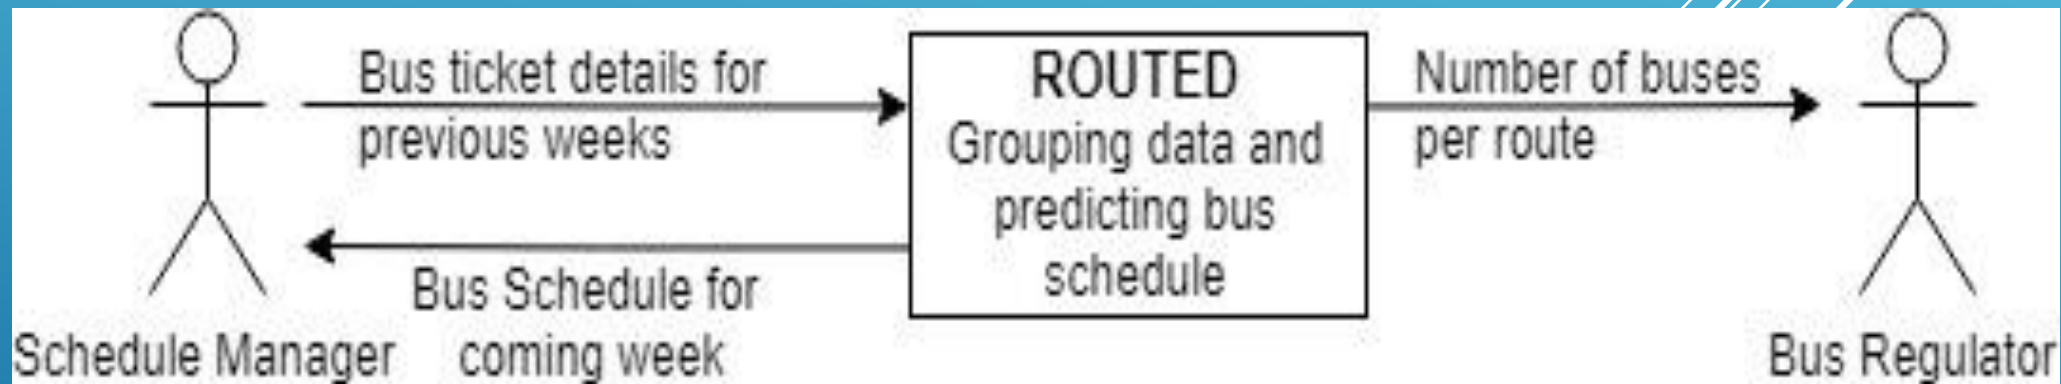 Bus ticket details for
previous weeks
ROUTED
Grouping data and
predicting bus
schedule
Number of buses
per route
Bus Schedule for
coming week
Schedule Manager
Bus Regulator